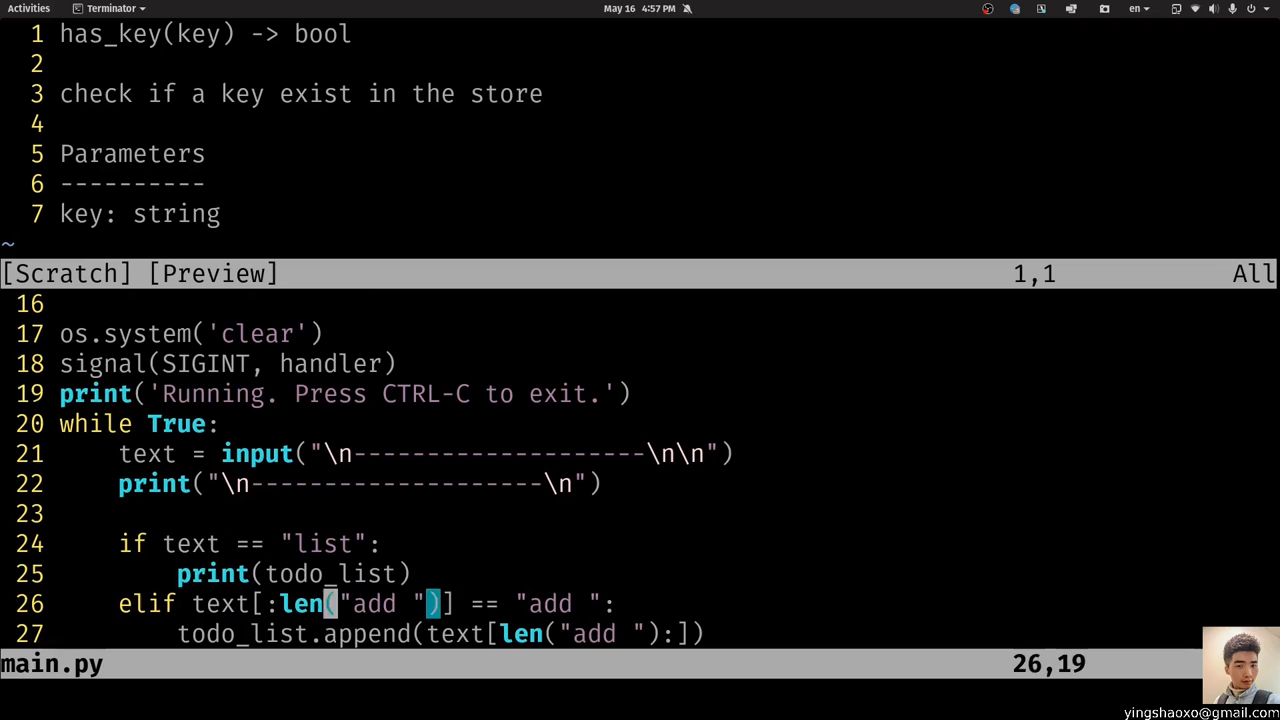 Activities Terminator May 16 4:57 PM en
1 has_key(key) -> bool
2
3 check if a key exist in the store
4
5 Parameters
6 ----------
7 key: string
~
[Scratch] [Preview] 1,1 All
16
17 os.system('clear')
18 signal(SIGINT, handler)
19 print('Running. Press CTRL-C to exit.')
20 while True:
21     text = input("\n--------------------\n\n")
22     print("\n--------------------\n")
23
24     if text == "list":
25         print(todo_list)
26     elif text[:len("add ")] == "add ":
27         todo_list.append(text[len("add "):])
main.py 26,19
yingshaoxo@gmail.com